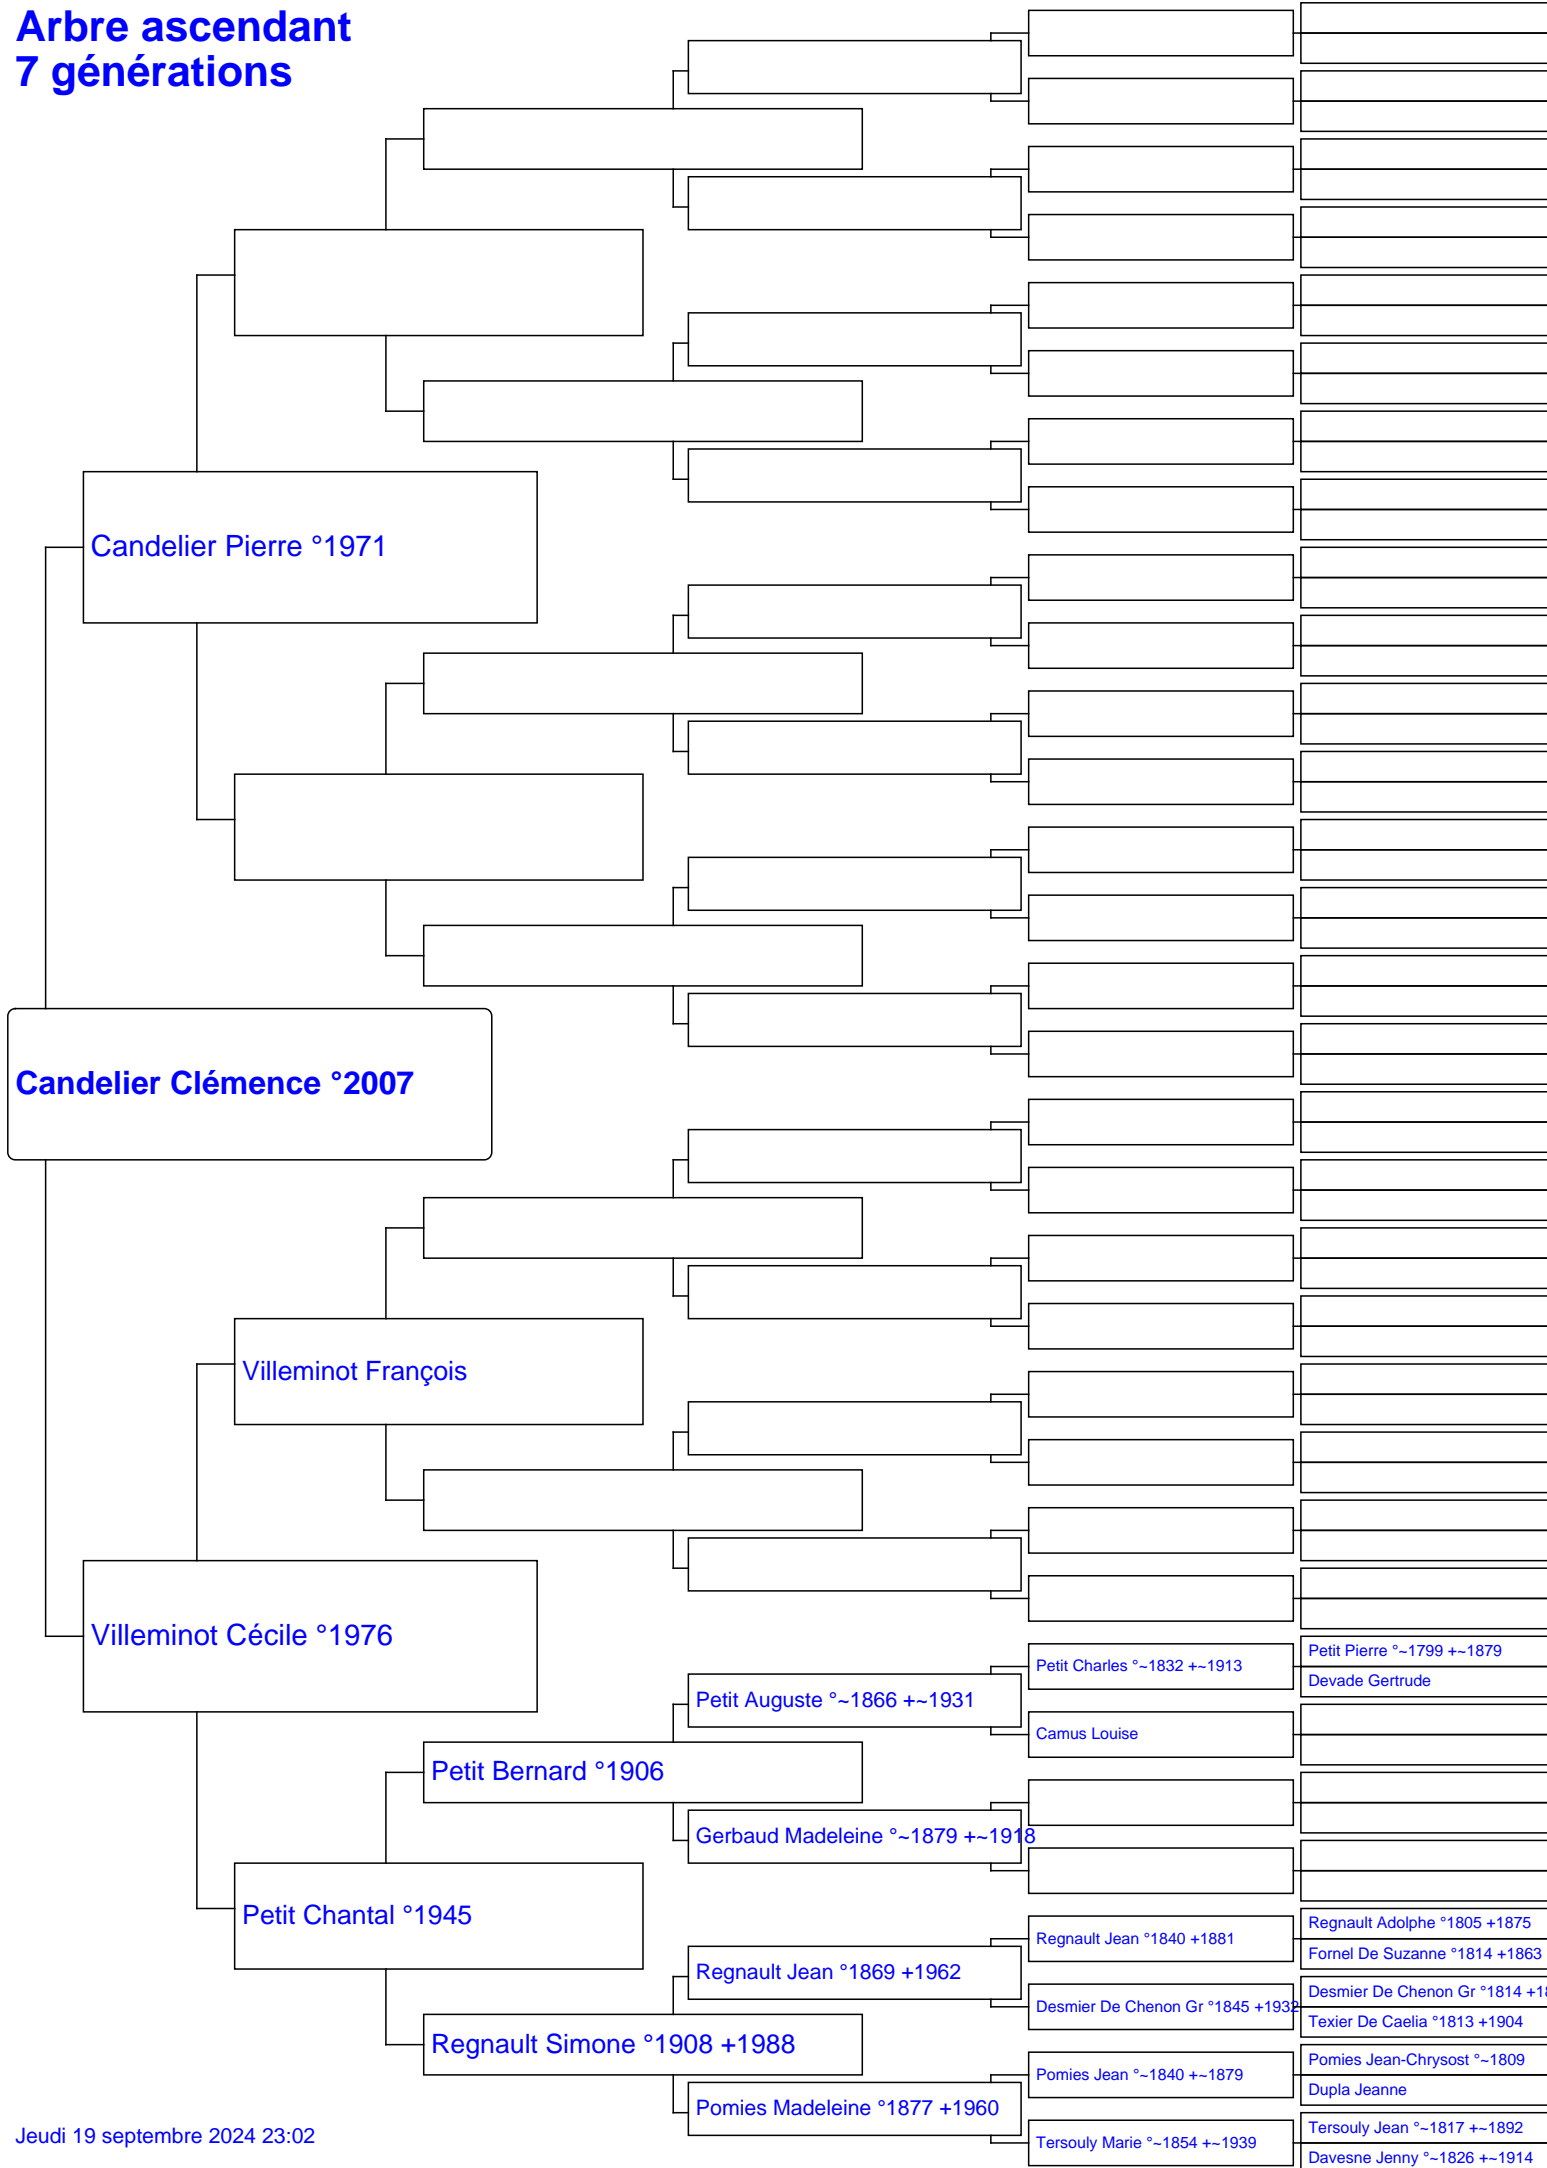 Arbre ascendant
7 générations
Candelier Pierre °1971
Candelier Clémence °2007
Villeminot François
Villeminot Cécile °1976
Petit Charles °~1832 +~1913
Petit Pierre °~1799 +~1879
Devade Gertrude
Petit Auguste °~1866 +~1931
Camus Louise
Petit Bernard °1906
Gerbaud Madeleine °~1879 +~1918
Petit Chantal °1945
Regnault Jean °1840 +1881
Regnault Adolphe °1805 +1875
Fornel De Suzanne °1814 +1863
Regnault Jean °1869 +1962
Desmier De Chenon Gr °1845 +1932
Desmier De Chenon Gr °1814
Texier De Caelia °1813 +1904
Regnault Simone °1908 +1988
Pomies Jean °~1840 +~1879
Pomies Jean-Chrysost °~1809
Dupla Jeanne
Pomies Madeleine °1877 +1960
Tersouly Marie °~1854 +~1939
Tersouly Jean °~1817 +~1892
Davesne Jenny °~1826 +~1914
Jeudi 19 septembre 2024 23:02